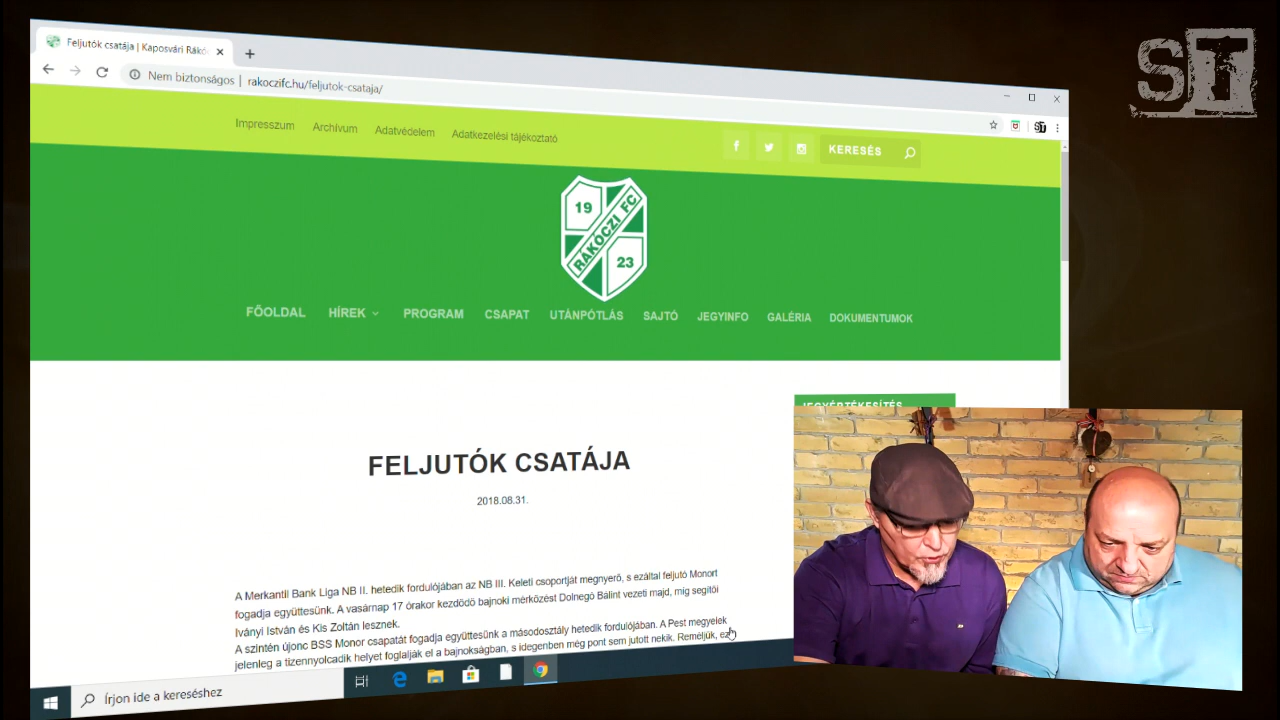 ST
Feljutók csatája | Kaposvári Rákó
Nem biztonságos | rakoczifc.hu/feljutok-csataja/
ST
Impresszum Archívum Adatvédelem Adatkezelési tájékoztató
KERESÉS
19
RÁKÓCZI FC
23
FŐOLDAL HÍREK PROGRAM CSAPAT UTÁNPÓTLÁS SAJTÓ JEGYINFO GALÉRIA DOKUMENTUMOK
JEGYÉRTÉKESÍTÉS
FELJUTÓK CSATÁJA
2018.08.31.
A Merkantil Bank Liga NB II. hetedik fordulójában az NB III. Keleti csoportját megnyerő, s ezáltal feljutó Monort
fogadja együttesünk. A vasárnap 17 órakor kezdödö bajnoki mérközést Dolnegó Bálint vezeti majd, míg segítői
Iványi István és Kis Zoltán lesznek.
A szintén újonc BSS Monor csapatát fogadja együttesünk a másodosztály hetedik fordulójában. A Pest megyeiek
jelenleg a tizennyolcadik helyet foglalják el a bajnokságban, s idegenben még pont sem jutott nekik. Reméljük, ez
Írjon ide a kereséshez